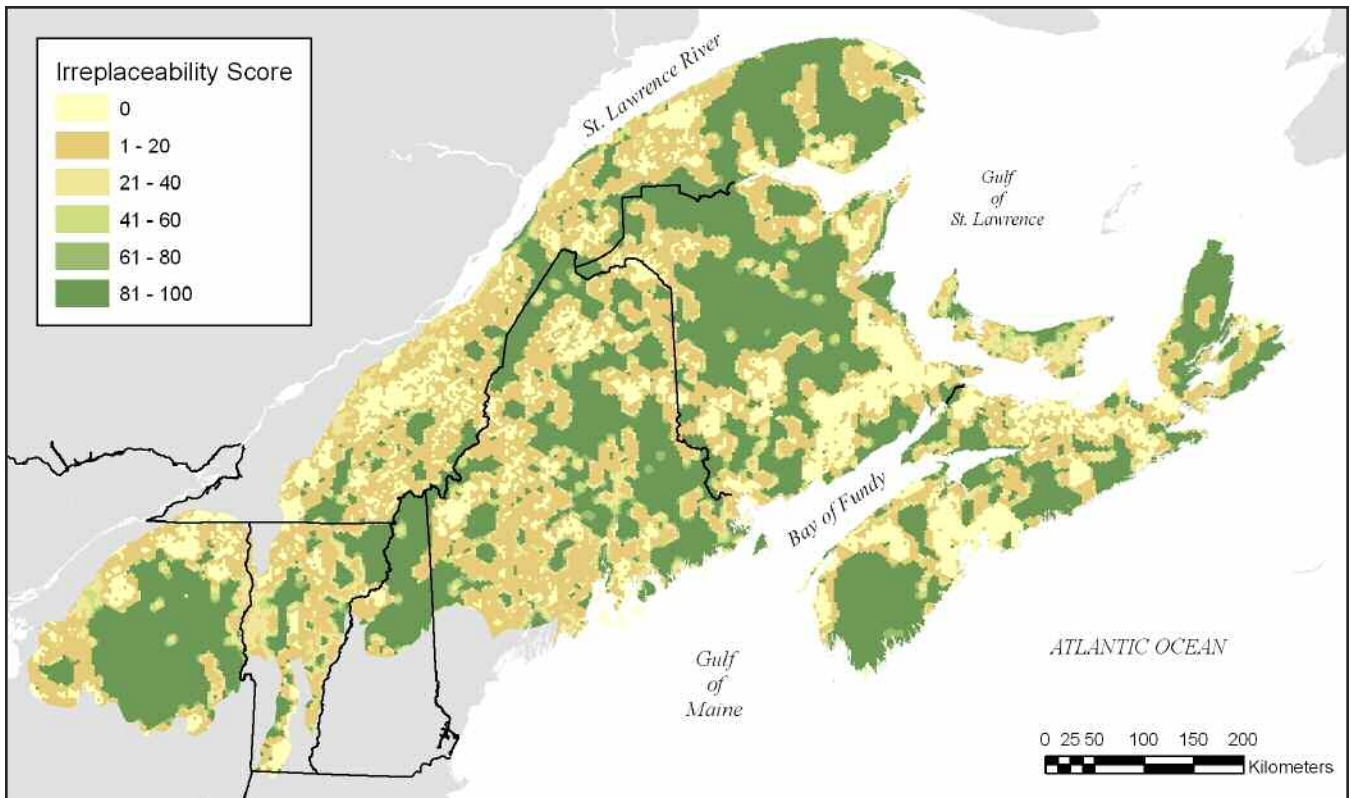 Irreplaceability Score
0
1 - 20
21 - 40
41 - 60
61 - 80
81 - 100
St. Lawrence River
Gulf
of
St. Lawrence
Bay of Fundy
Gulf
of
Maine
ATLANTIC OCEAN
0 25 50 100 150 200
Kilometers